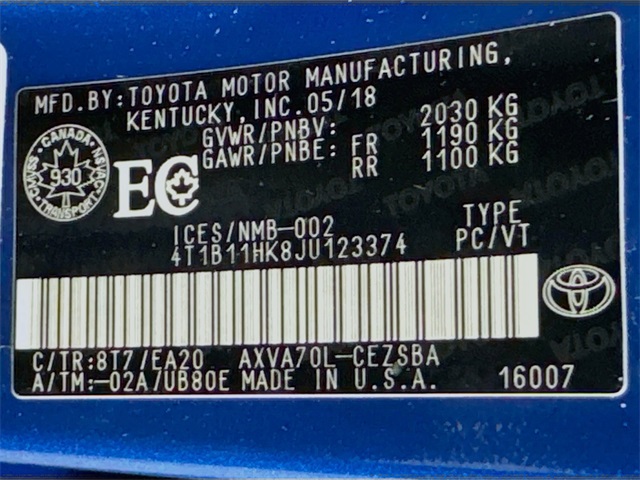 MFD.BY:TOYOTA MOTOR MANUFACTURING,
KENTUCKY, INC.05/18
GVWR/PNBV: 2030 KG
GAWR/PNBE: FR 1190 KG
RR 1100 KG
CANADA
930
TRANSPORT
EC
ICES/NMB-002
4T1B11HK8JU123374
TYPE
PC/VT
C/TR:8T7/EA20 AXVA70L-CEZSBA
A/TM:-02A/UB80E MADE IN U.S.A. 16007